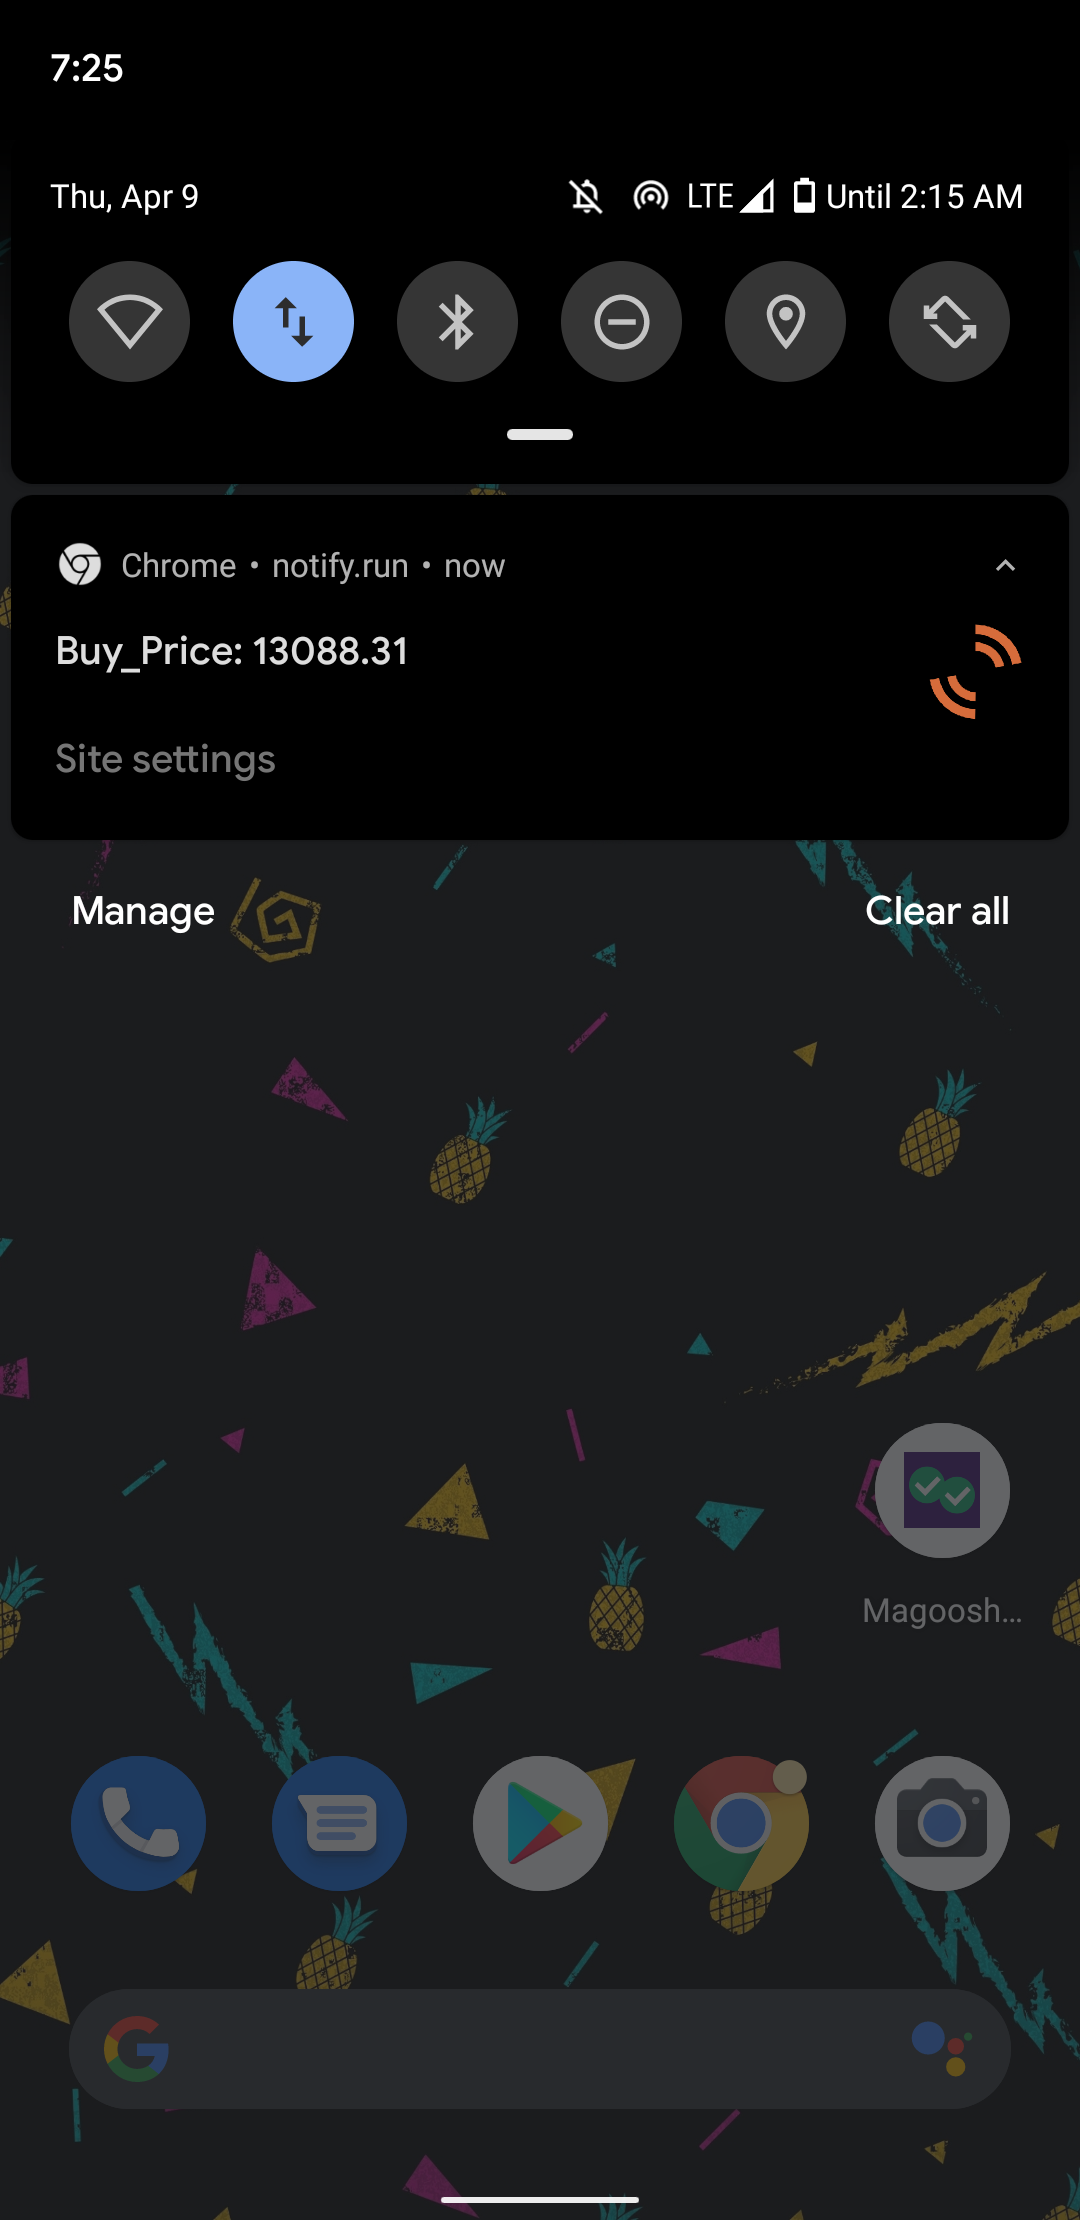 7:25
Thu, Apr 9 LTE Until 2:15 AM
Chrome • notify.run • now
Buy_Price: 13088.31
Site settings
Manage Clear all
Magoosh...